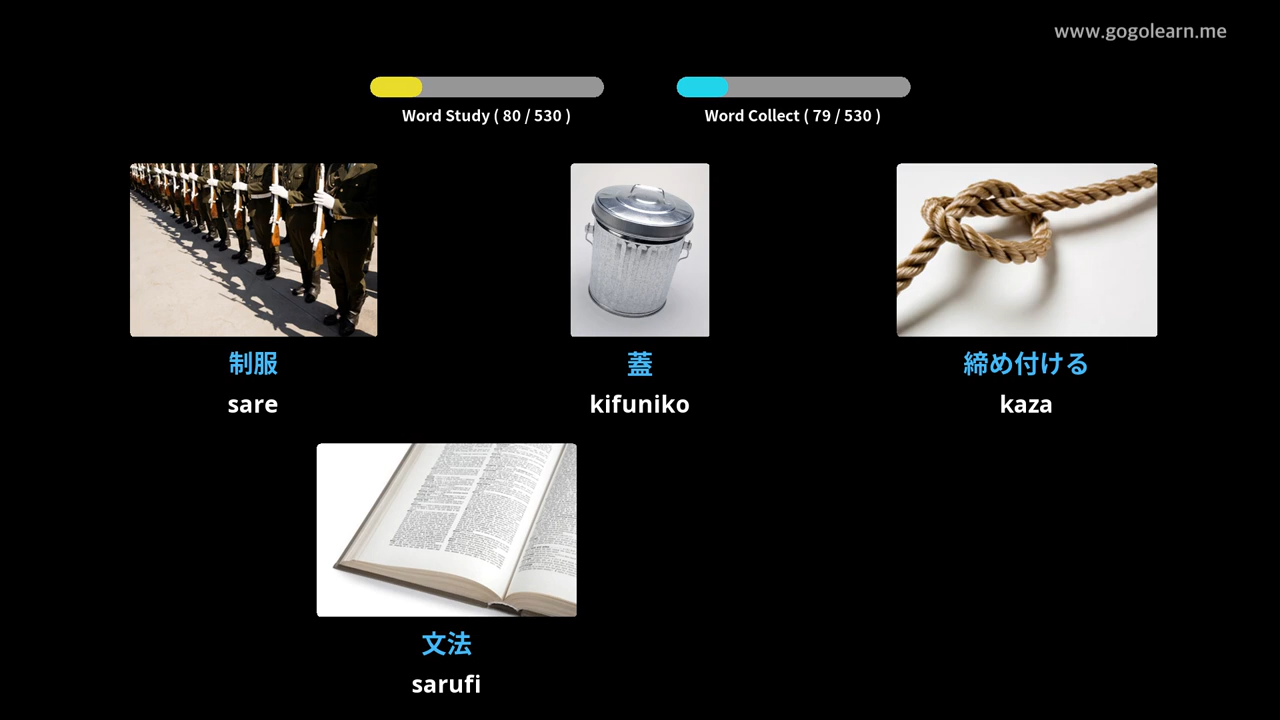 www.gogolearn.me
Word Study ( 80 / 530 )
Word Collect ( 79 / 530 )
制服
sare
蓋
kifuniko
締め付ける
kaza
文法
sarufi